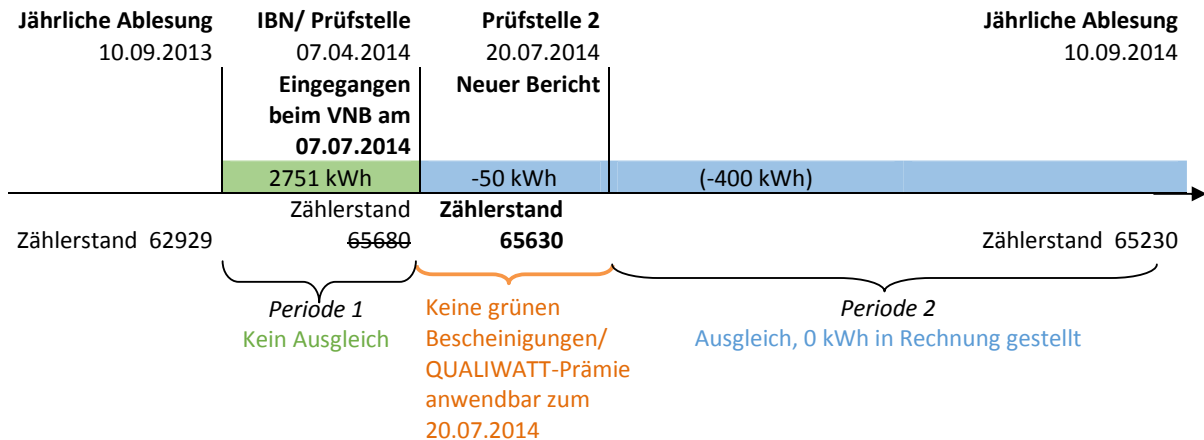 Jährliche Ablesung
10.09.2013
IBN/ Prüfstelle
07.04.2014
Eingegangen
beim VNB am
07.07.2014
Prüfstelle 2
20.07.2014
Neuer Bericht
Jährliche Ablesung
10.09.2014
2751 kWh
-50 kWh
(-400 kWh)
Zählerstand 62929
Zählerstand
65680
Zählerstand
65630
Zählerstand 65230
Periode 1
Kein Ausgleich
Keine grünen
Bescheinigungen/
QUALIWATT-Prämie
anwendbar zum
20.07.2014
Periode 2
Ausgleich, 0 kWh in Rechnung gestellt